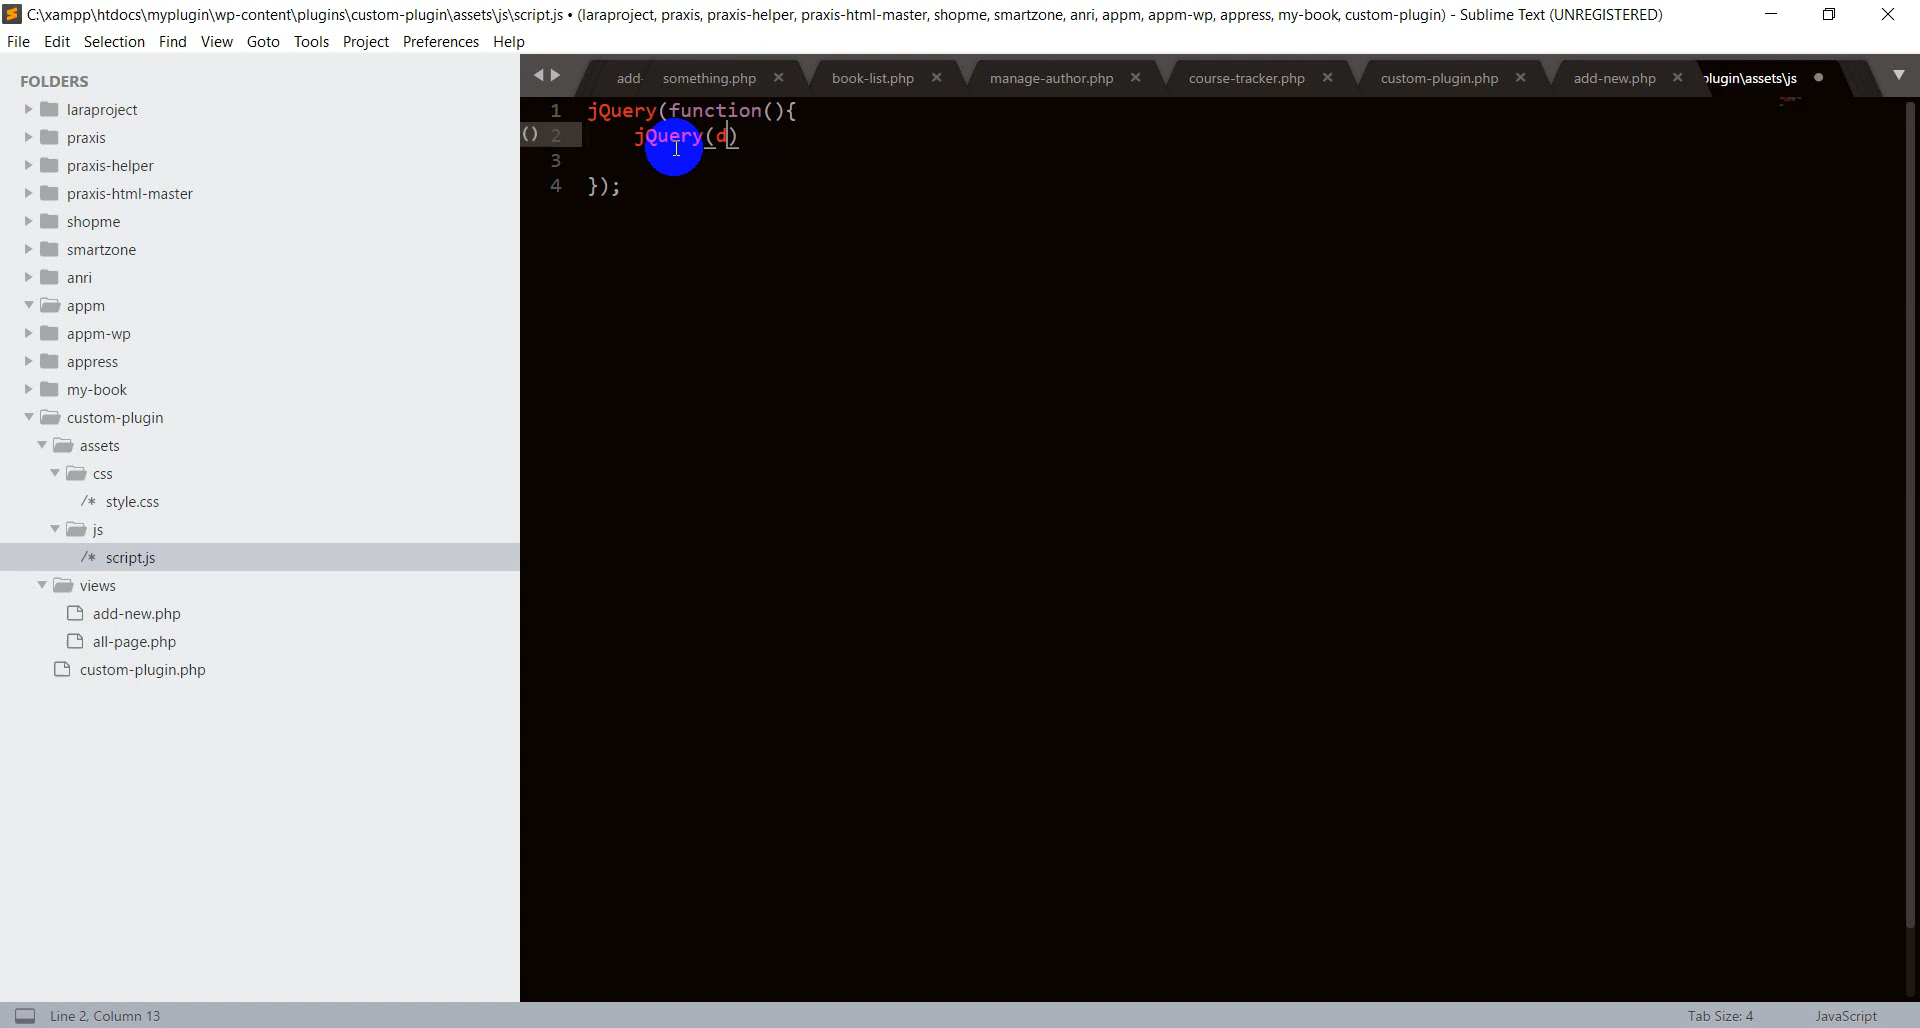 C:\xampp\htdocs\myplugin\wp-content\plugins\custom-plugin\assets\js\script.js • (laraproject, praxis, praxis-helper, praxis-html-master, shopme, smartzone, anri, appm, appm-wp, appress, my-book, custom-plugin) - Sublime Text (UNREGISTERED)
File Edit Selection Find View Goto Tools Project Preferences Help
FOLDERS
laraproject
praxis
praxis-helper
praxis-html-master
shopme
smartzone
anri
appm
appm-wp
appress
my-book
custom-plugin
assets
css
/* style.css
js
/* script.js
views
add-new.php
all-page.php
custom-plugin.php
add- something.php book-list.php manage-author.php course-tracker.php custom-plugin.php add-new.php plugin\assets\js
1 jQuery(function(){
() 2 jQuery(d)
3
4 });
Line 2, Column 13 Tab Size: 4 JavaScript